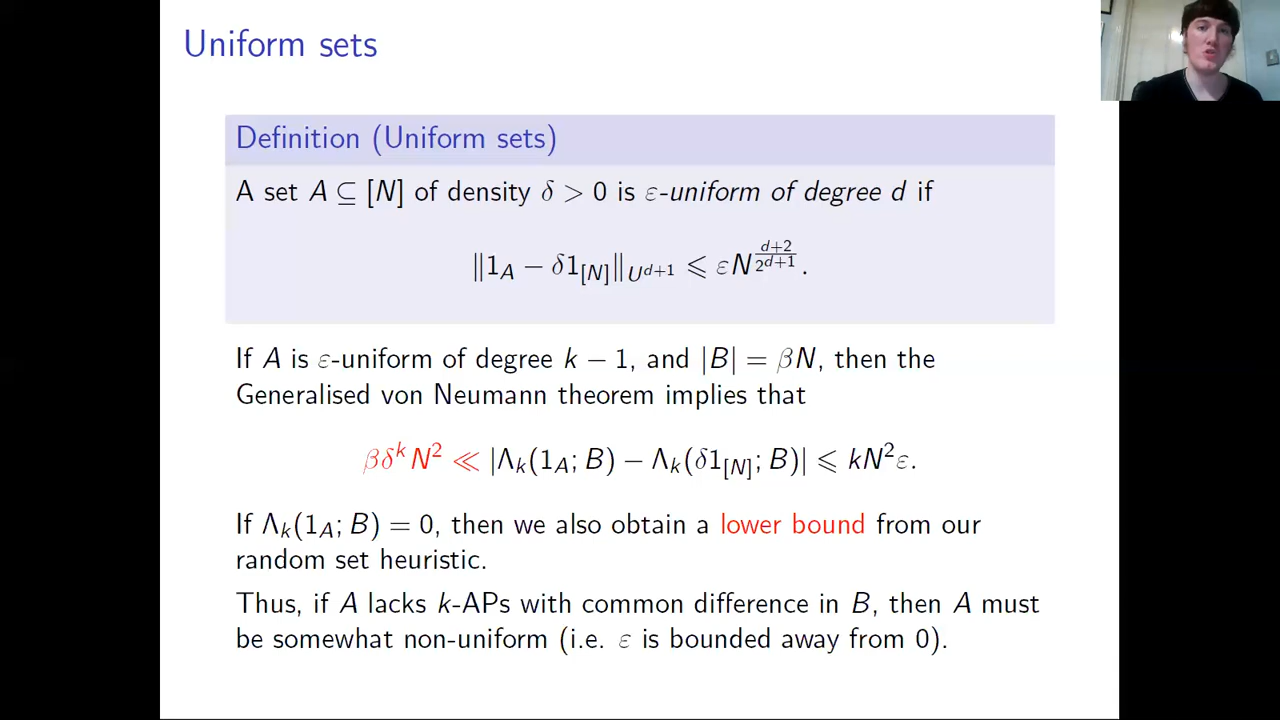 Uniform sets
Definition (Uniform sets)
A set A ⊆ [N] of density δ > 0 is ε-uniform of degree d if
‖1_A − δ1_{[N]}‖_{U^{d+1}} ⩽ εN^{\frac{d+2}{2^{d+1}}}.
If A is ε-uniform of degree k − 1, and |B| = βN, then the
Generalised von Neumann theorem implies that
βδ^k N^2 ≪ |Λ_k(1_A; B) − Λ_k(δ1_{[N]}; B)| ⩽ kN^2 ε.
If Λ_k(1_A; B) = 0, then we also obtain a lower bound from our
random set heuristic.
Thus, if A lacks k-APs with common difference in B, then A must
be somewhat non-uniform (i.e. ε is bounded away from 0).